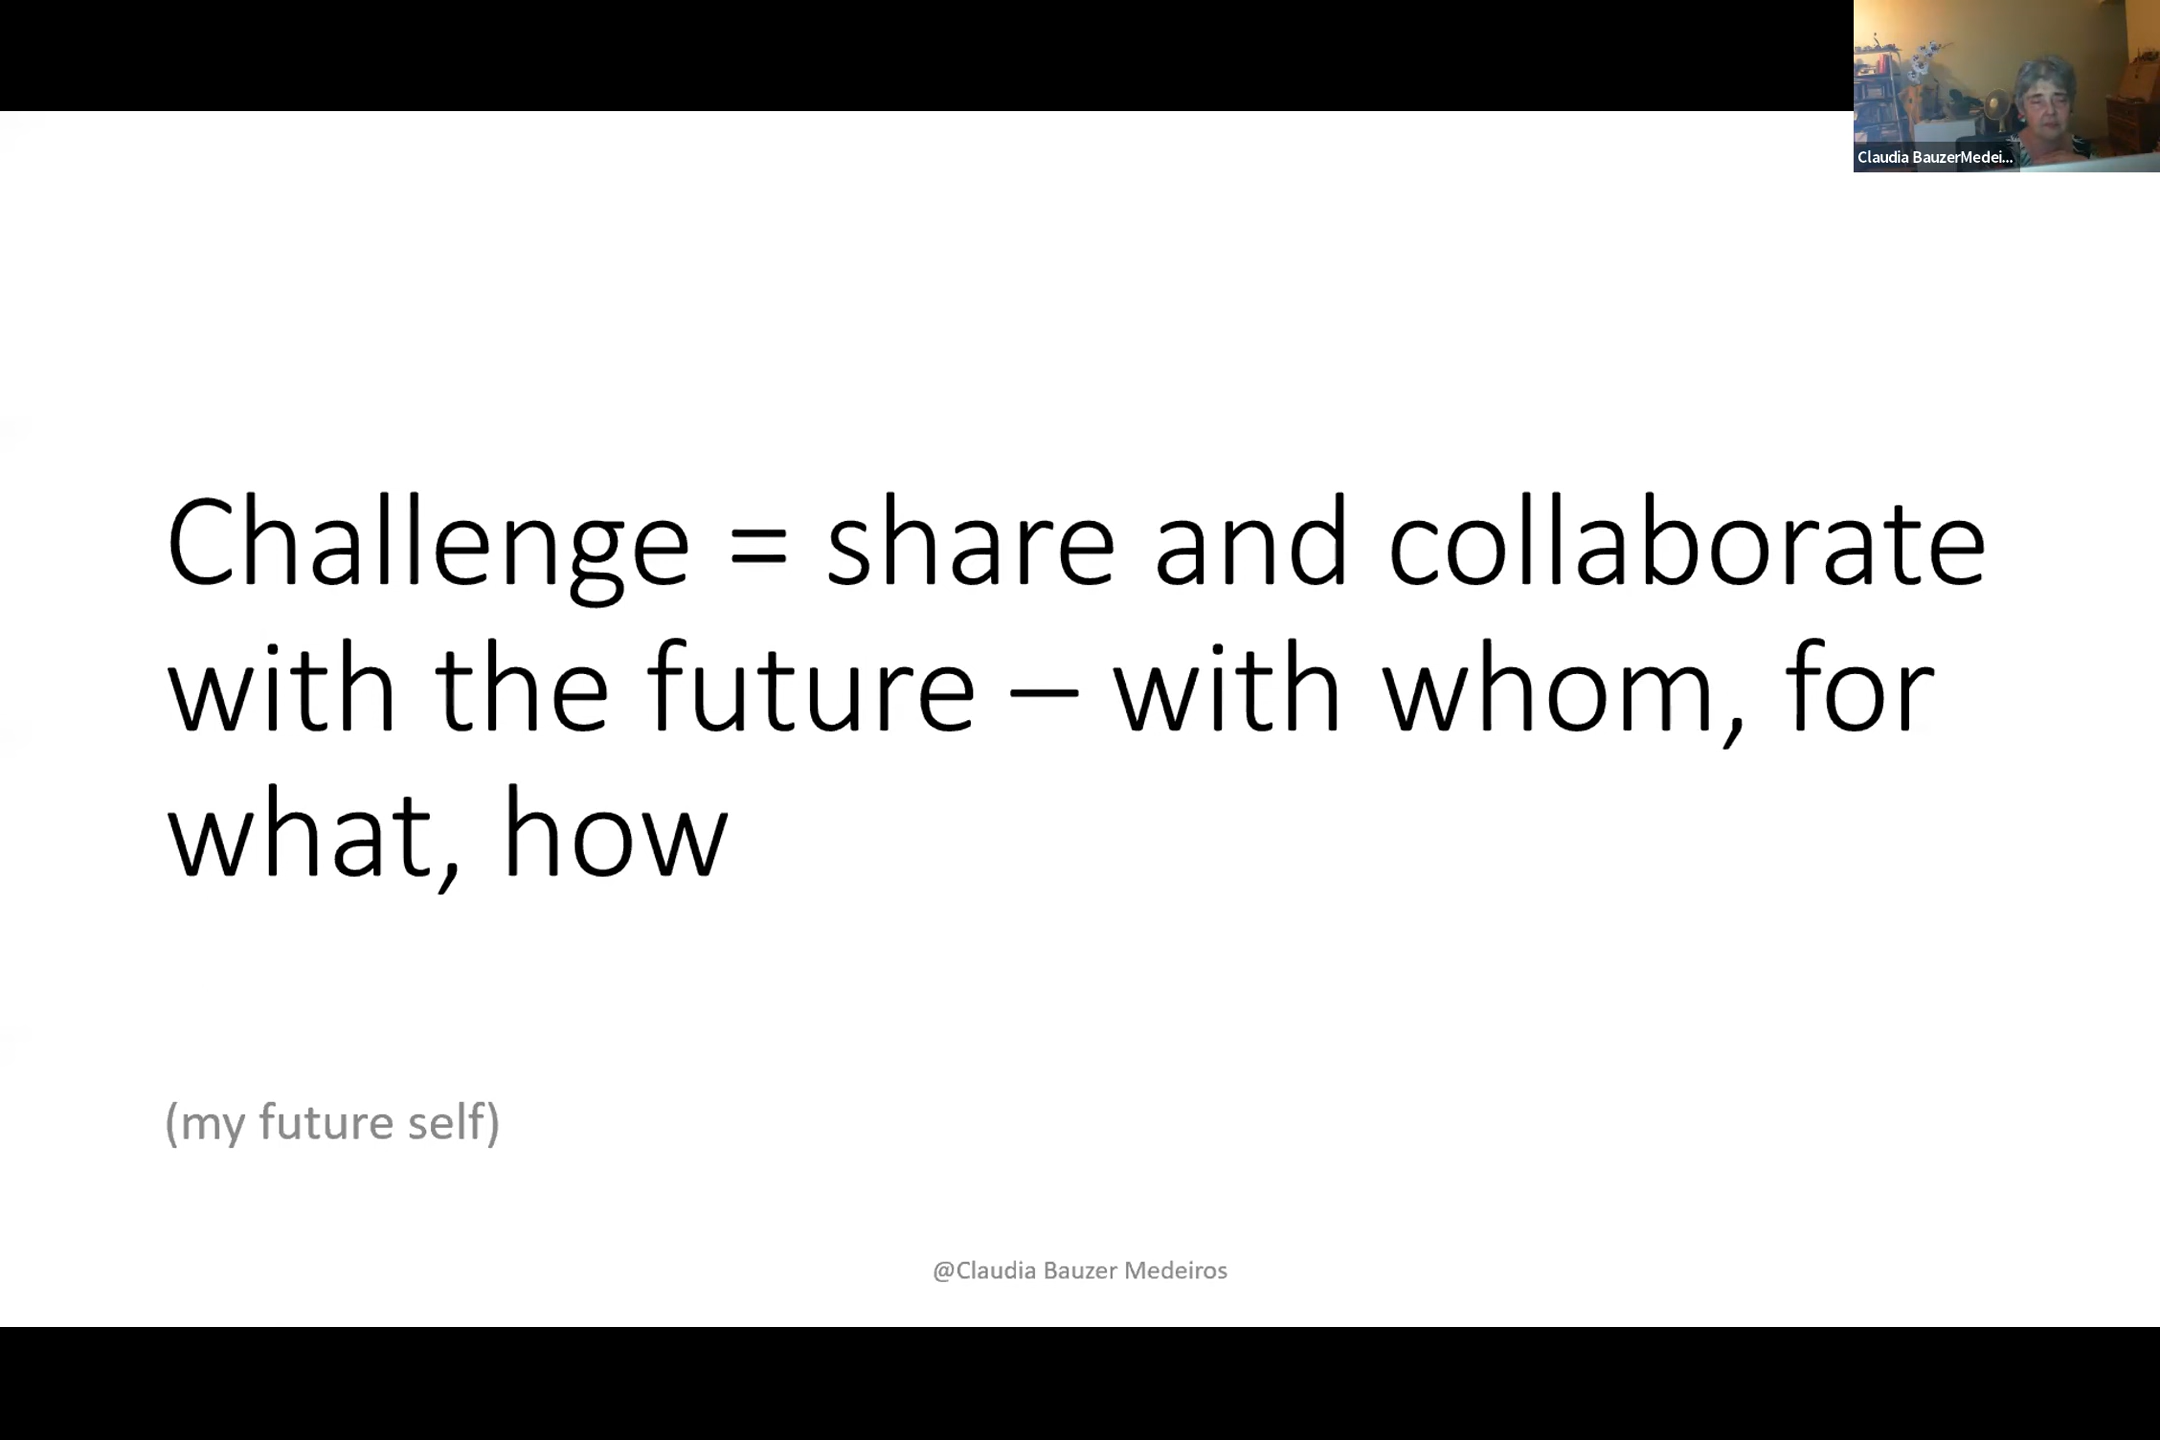 Claudia BauzerMedei...
Challenge = share and collaborate
with the future – with whom, for
what, how
(my future self)
@Claudia Bauzer Medeiros